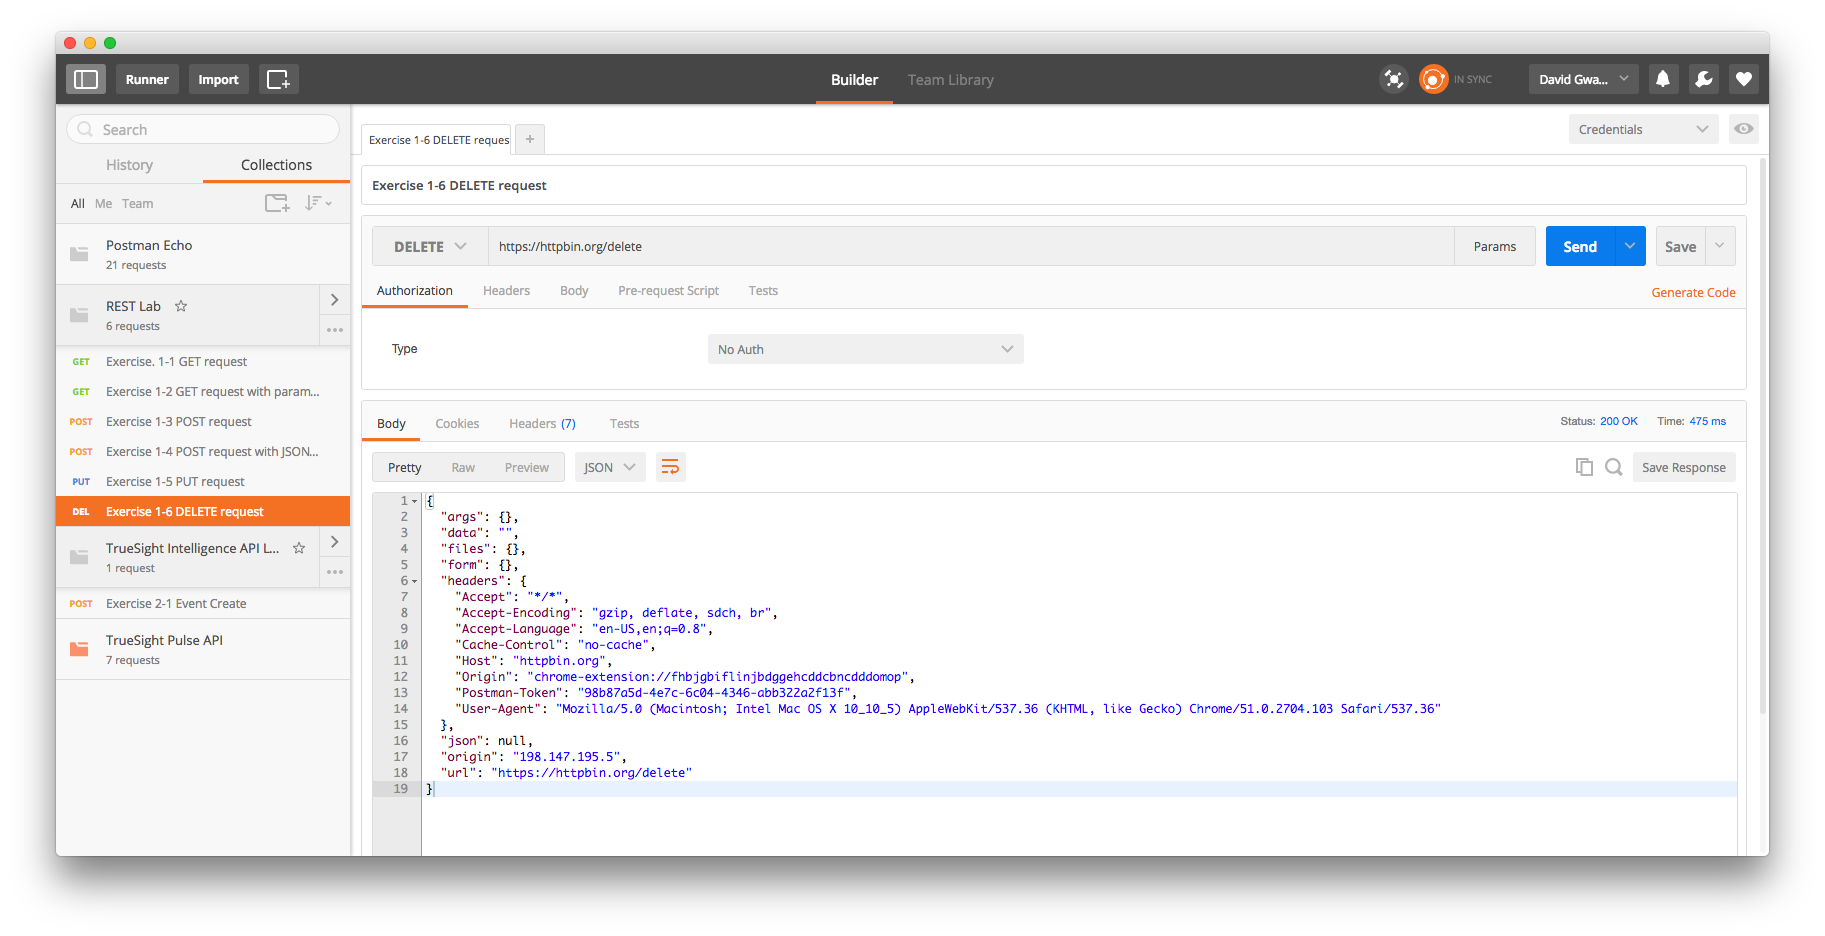 Runner Import Builder Team Library IN SYNC David Gwa...
Search
History Collections
All Me Team
Postman Echo
21 requests
REST Lab
6 requests
GET Exercise. 1-1 GET request
GET Exercise 1-2 GET request with param...
POST Exercise 1-3 POST request
POST Exercise 1-4 POST request with JSON...
PUT Exercise 1-5 PUT request
DEL Exercise 1-6 DELETE request
TrueSight Intelligence API L...
1 request
POST Exercise 2-1 Event Create
TrueSight Pulse API
7 requests
Exercise 1-6 DELETE reques + Credentials
Exercise 1-6 DELETE request
DELETE https://httpbin.org/delete Params Send Save
Authorization Headers Body Pre-request Script Tests Generate Code
Type No Auth
Body Cookies Headers (7) Tests Status: 200 OK Time: 475 ms
Pretty Raw Preview JSON Save Response
1 {
2 "args": {},
3 "data": "",
4 "files": {},
5 "form": {},
6 "headers": {
7 "Accept": "*/*",
8 "Accept-Encoding": "gzip, deflate, sdch, br",
9 "Accept-Language": "en-US,en;q=0.8",
10 "Cache-Control": "no-cache",
11 "Host": "httpbin.org",
12 "Origin": "chrome-extension://fhbjgbiflinjbdggehcddcbncdddomop",
13 "Postman-Token": "98b87a5d-4e7c-6c04-4346-abb322a2f13f",
14 "User-Agent": "Mozilla/5.0 (Macintosh; Intel Mac OS X 10_10_5) AppleWebKit/537.36 (KHTML, like Gecko) Chrome/51.0.2704.103 Safari/537.36"
15 },
16 "json": null,
17 "origin": "198.147.195.5",
18 "url": "https://httpbin.org/delete"
19 }